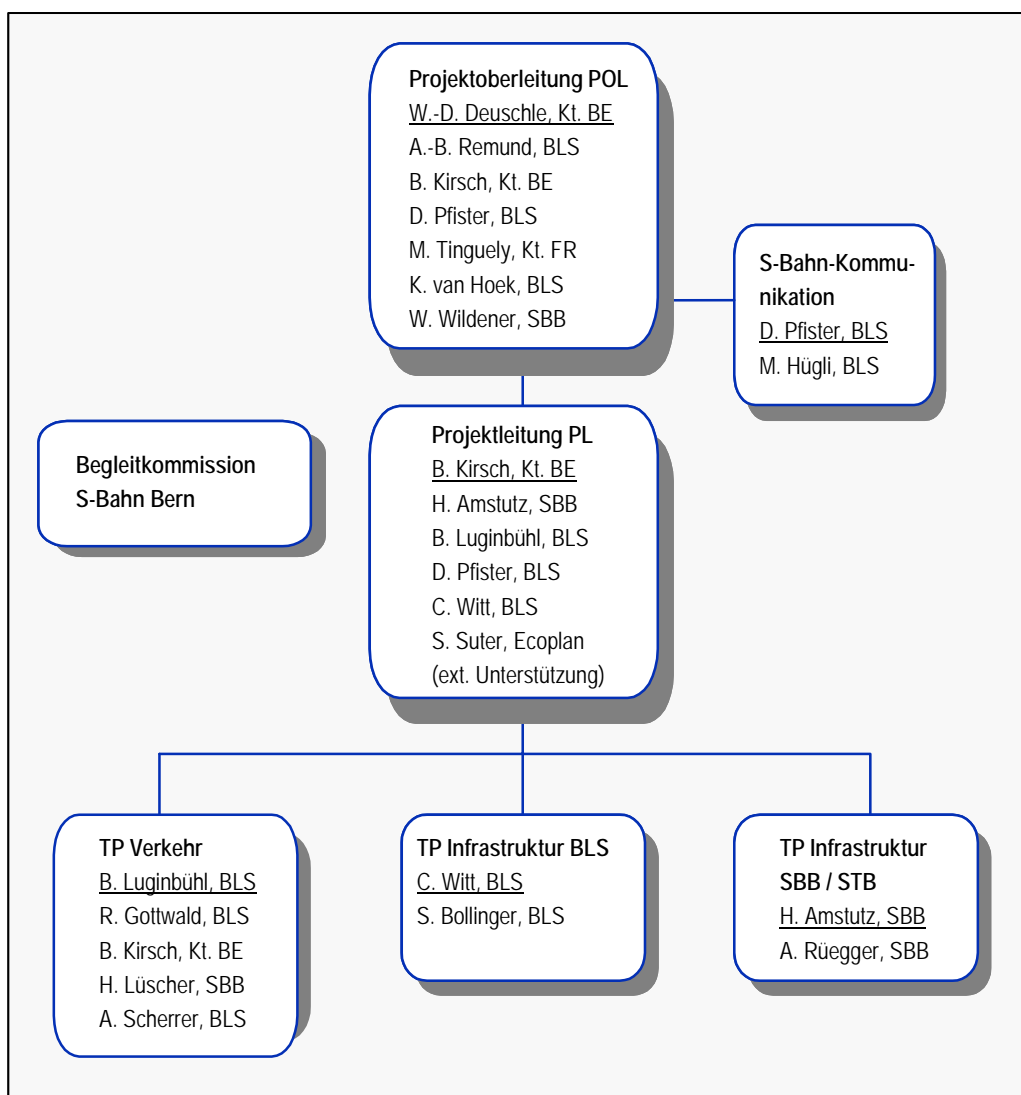 Projektoberleitung POL
W.-D. Deuschle, Kt. BE
A.-B. Remund, BLS
B. Kirsch, Kt. BE
D. Pfister, BLS
M. Tinguely, Kt. FR
K. van Hoek, BLS
W. Wildener, SBB
S-Bahn-Kommu-
nikation
D. Pfister, BLS
M. Hügli, BLS
Begleitkommission
S-Bahn Bern
Projektleitung PL
B. Kirsch, Kt. BE
H. Amstutz, SBB
B. Luginbühl, BLS
D. Pfister, BLS
C. Witt, BLS
S. Suter, Ecoplan
(ext. Unterstützung)
TP Verkehr
B. Luginbühl, BLS
R. Gottwald, BLS
B. Kirsch, Kt. BE
H. Lüscher, SBB
A. Scherrer, BLS
TP Infrastruktur BLS
C. Witt, BLS
S. Bollinger, BLS
TP Infrastruktur
SBB / STB
H. Amstutz, SBB
A. Rüegger, SBB